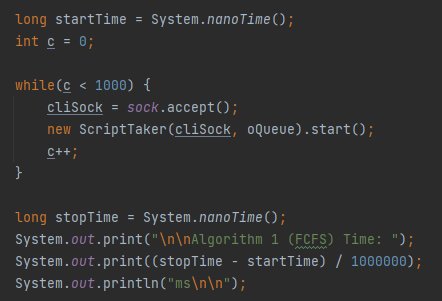 long startTime = System.nanoTime();
int c = 0;

while(c < 1000) {
    cliSock = sock.accept();
    new ScriptTaker(cliSock, oQueue).start();
    c++;
}

long stopTime = System.nanoTime();
System.out.print("\n\nAlgorithm 1 (FCFS) Time: ");
System.out.print((stopTime - startTime) / 1000000);
System.out.println("ms\n\n");